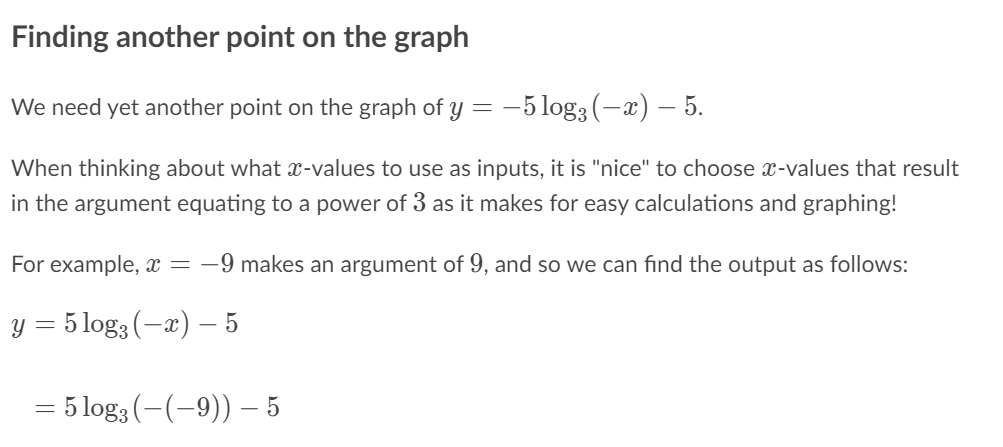 Finding another point on the graph
We need yet another point on the graph of y = −5 log₃(−x) − 5.
When thinking about what x-values to use as inputs, it is "nice" to choose x-values that result
in the argument equating to a power of 3 as it makes for easy calculations and graphing!
For example, x = −9 makes an argument of 9, and so we can find the output as follows:
y = 5 log₃(−x) − 5
= 5 log₃(−(−9)) − 5